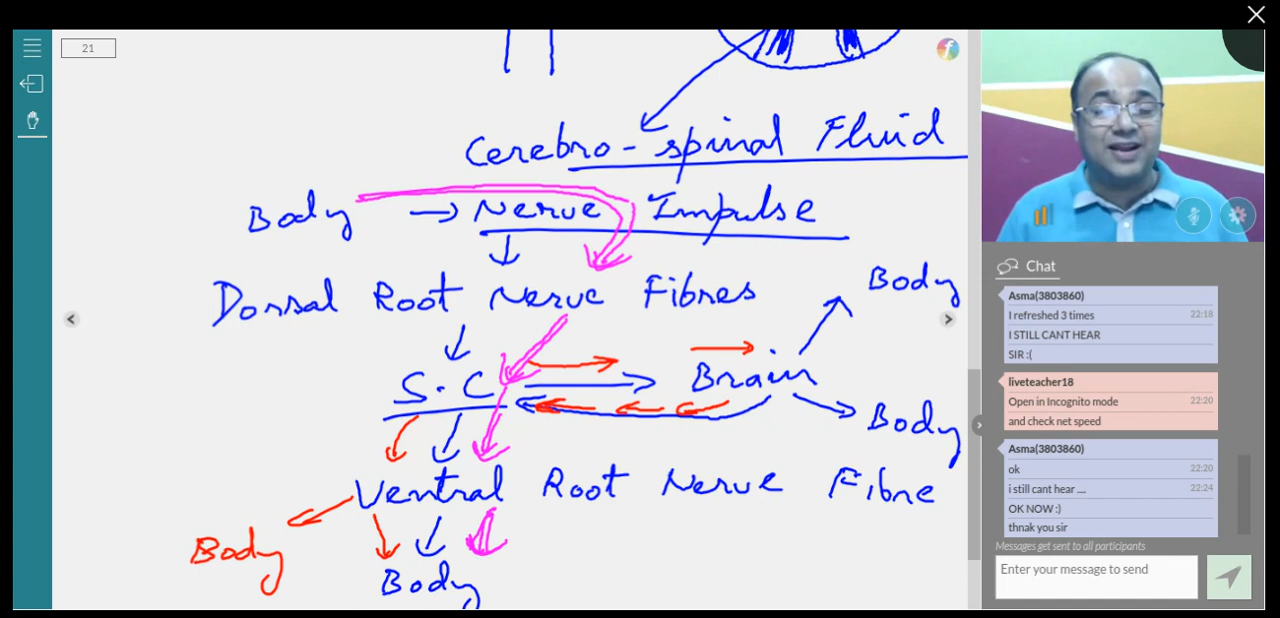 21
Cerebro-spinal Fluid
Body → Nerve Impulse
Dorsal Root Nerve Fibres
Body
S.C
Brain
Body
Ventral Root Nerve Fibre
Body
Body
Chat
Asma(3803860)
I refreshed 3 times 22:18
I STILL CANT HEAR
SIR :(
liveteacher18
Open in Incognito mode 22:20
and check net speed
Asma(3803860)
ok 22:20
i still cant hear .... 22:24
OK NOW :)
thnak you sir
Messages get sent to all participants
Enter your message to send